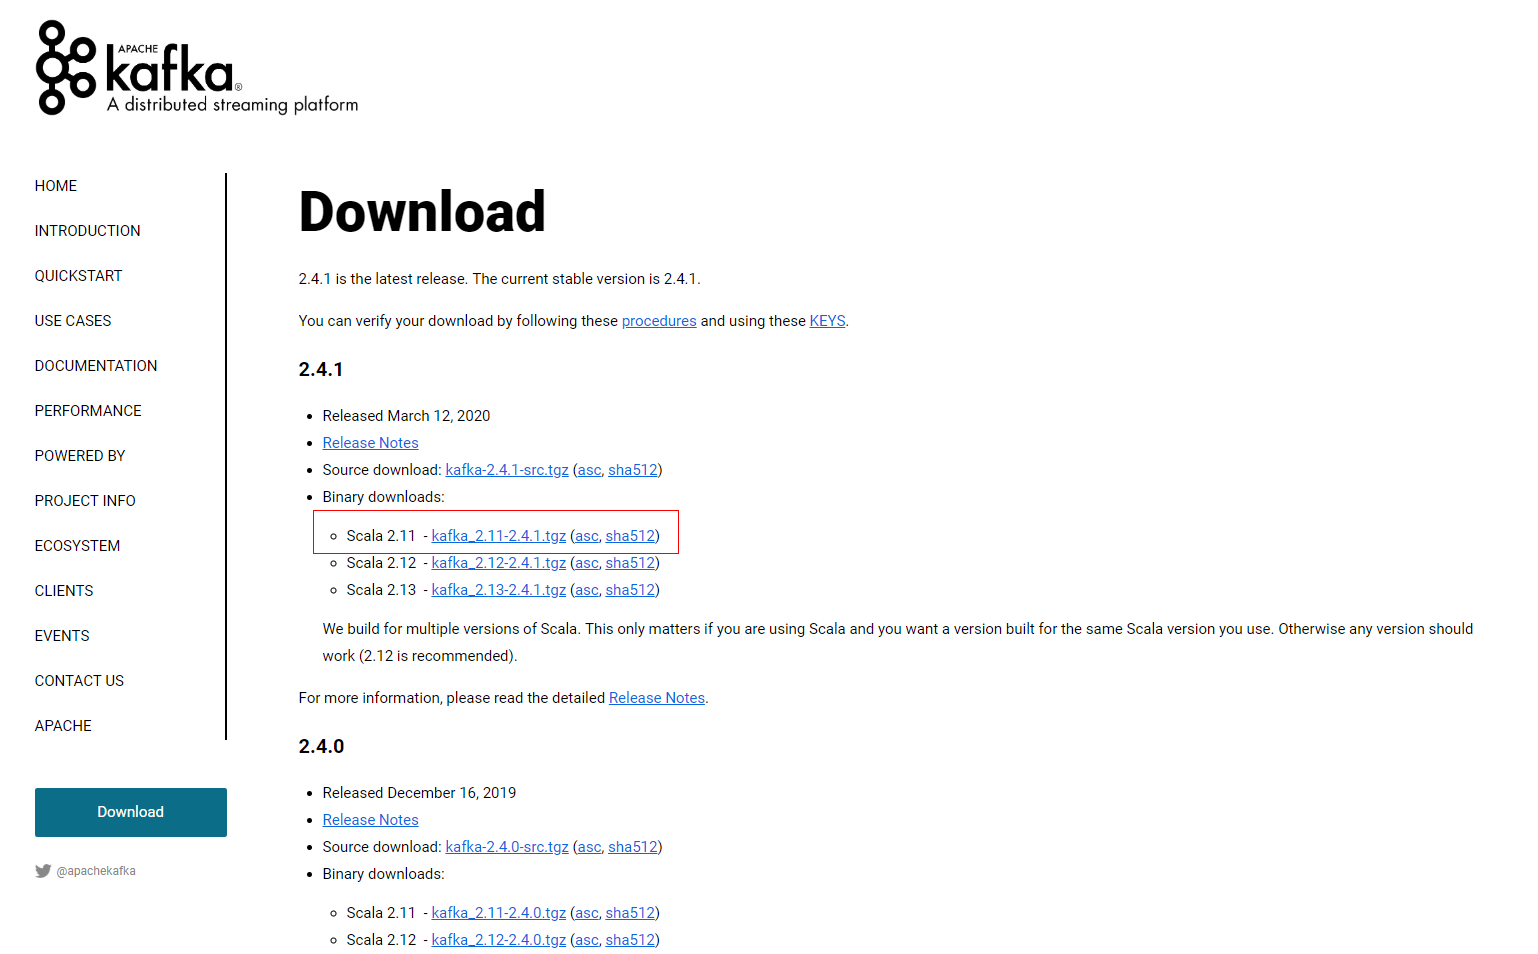 APACHE
kafka®
A distributed streaming platform
HOME
INTRODUCTION
QUICKSTART
USE CASES
DOCUMENTATION
PERFORMANCE
POWERED BY
PROJECT INFO
ECOSYSTEM
CLIENTS
EVENTS
CONTACT US
APACHE
Download
@apachekafka
Download
2.4.1 is the latest release. The current stable version is 2.4.1.
You can verify your download by following these procedures and using these KEYS.
2.4.1
• Released March 12, 2020
• Release Notes
• Source download: kafka-2.4.1-src.tgz (asc, sha512)
• Binary downloads:
◦ Scala 2.11 - kafka_2.11-2.4.1.tgz (asc, sha512)
◦ Scala 2.12 - kafka_2.12-2.4.1.tgz (asc, sha512)
◦ Scala 2.13 - kafka_2.13-2.4.1.tgz (asc, sha512)
We build for multiple versions of Scala. This only matters if you are using Scala and you want a version built for the same Scala version you use. Otherwise any version should
work (2.12 is recommended).
For more information, please read the detailed Release Notes.
2.4.0
• Released December 16, 2019
• Release Notes
• Source download: kafka-2.4.0-src.tgz (asc, sha512)
• Binary downloads:
◦ Scala 2.11 - kafka_2.11-2.4.0.tgz (asc, sha512)
◦ Scala 2.12 - kafka_2.12-2.4.0.tgz (asc, sha512)